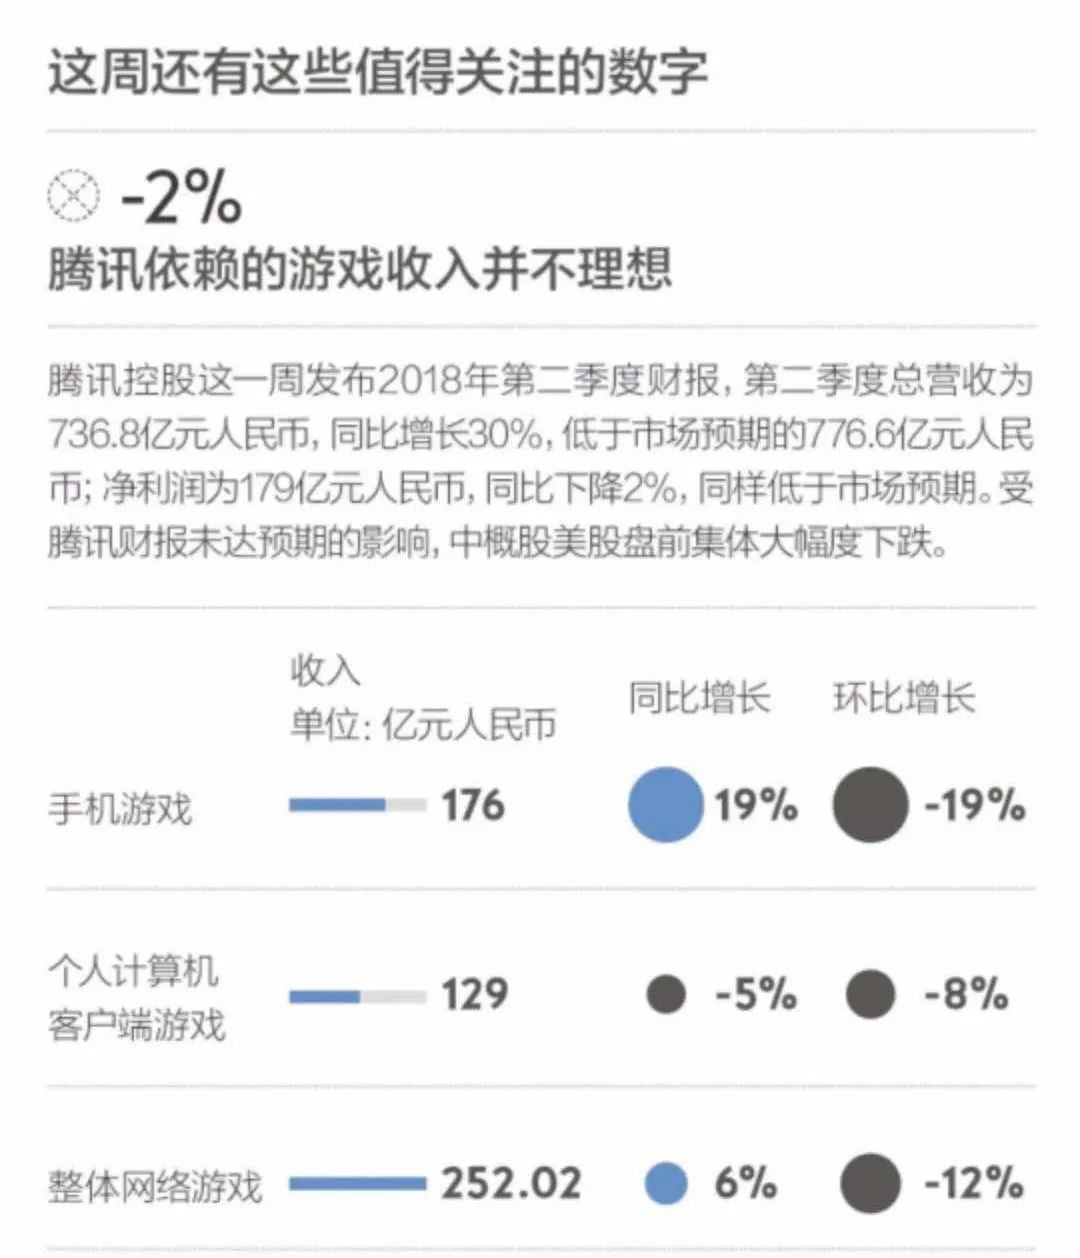 这周还有这些值得关注的数字
-2%
腾讯依赖的游戏收入并不理想
腾讯控股这一周发布2018年第二季度财报，第二季度总营收为
736.8亿元人民币，同比增长30%，低于市场预期的776.6亿元人民
币；净利润为179亿元人民币，同比下降2%，同样低于市场预期。受
腾讯财报未达预期的影响，中概股美股盘前集体大幅度下跌。
收入
单位：亿元人民币
同比增长
环比增长
手机游戏
176
19%
-19%
个人计算机
客户端游戏
129
-5%
-8%
整体网络游戏
252.02
6%
-12%